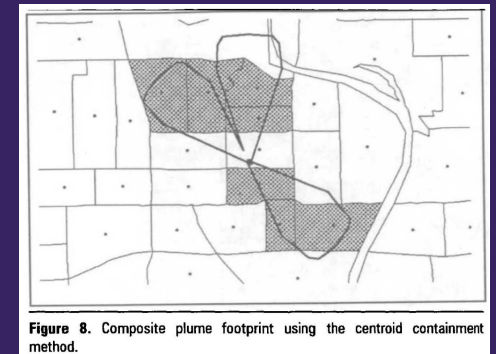 Figure 8. Composite plume footprint using the centroid containment
method.